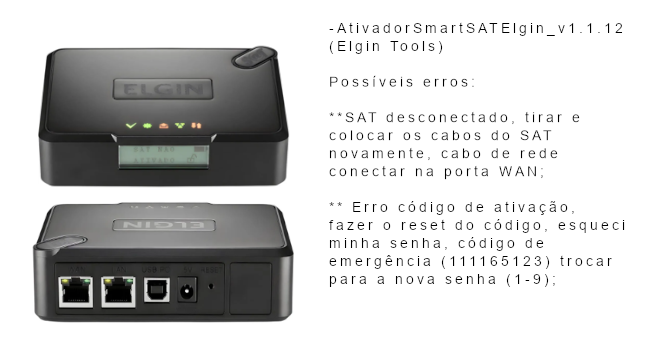 -AtivadorSmartSATElgin_v1.1.12
(Elgin Tools)
Possíveis erros:
**SAT desconectado, tirar e
colocar os cabos do SAT
novamente, cabo de rede
conectar na porta WAN;
** Erro código de ativação,
fazer o reset do código, esqueci
minha senha, código de
emergência (111165123) trocar
para a nova senha (1-9);
ELGIN
ELGIN
RESET